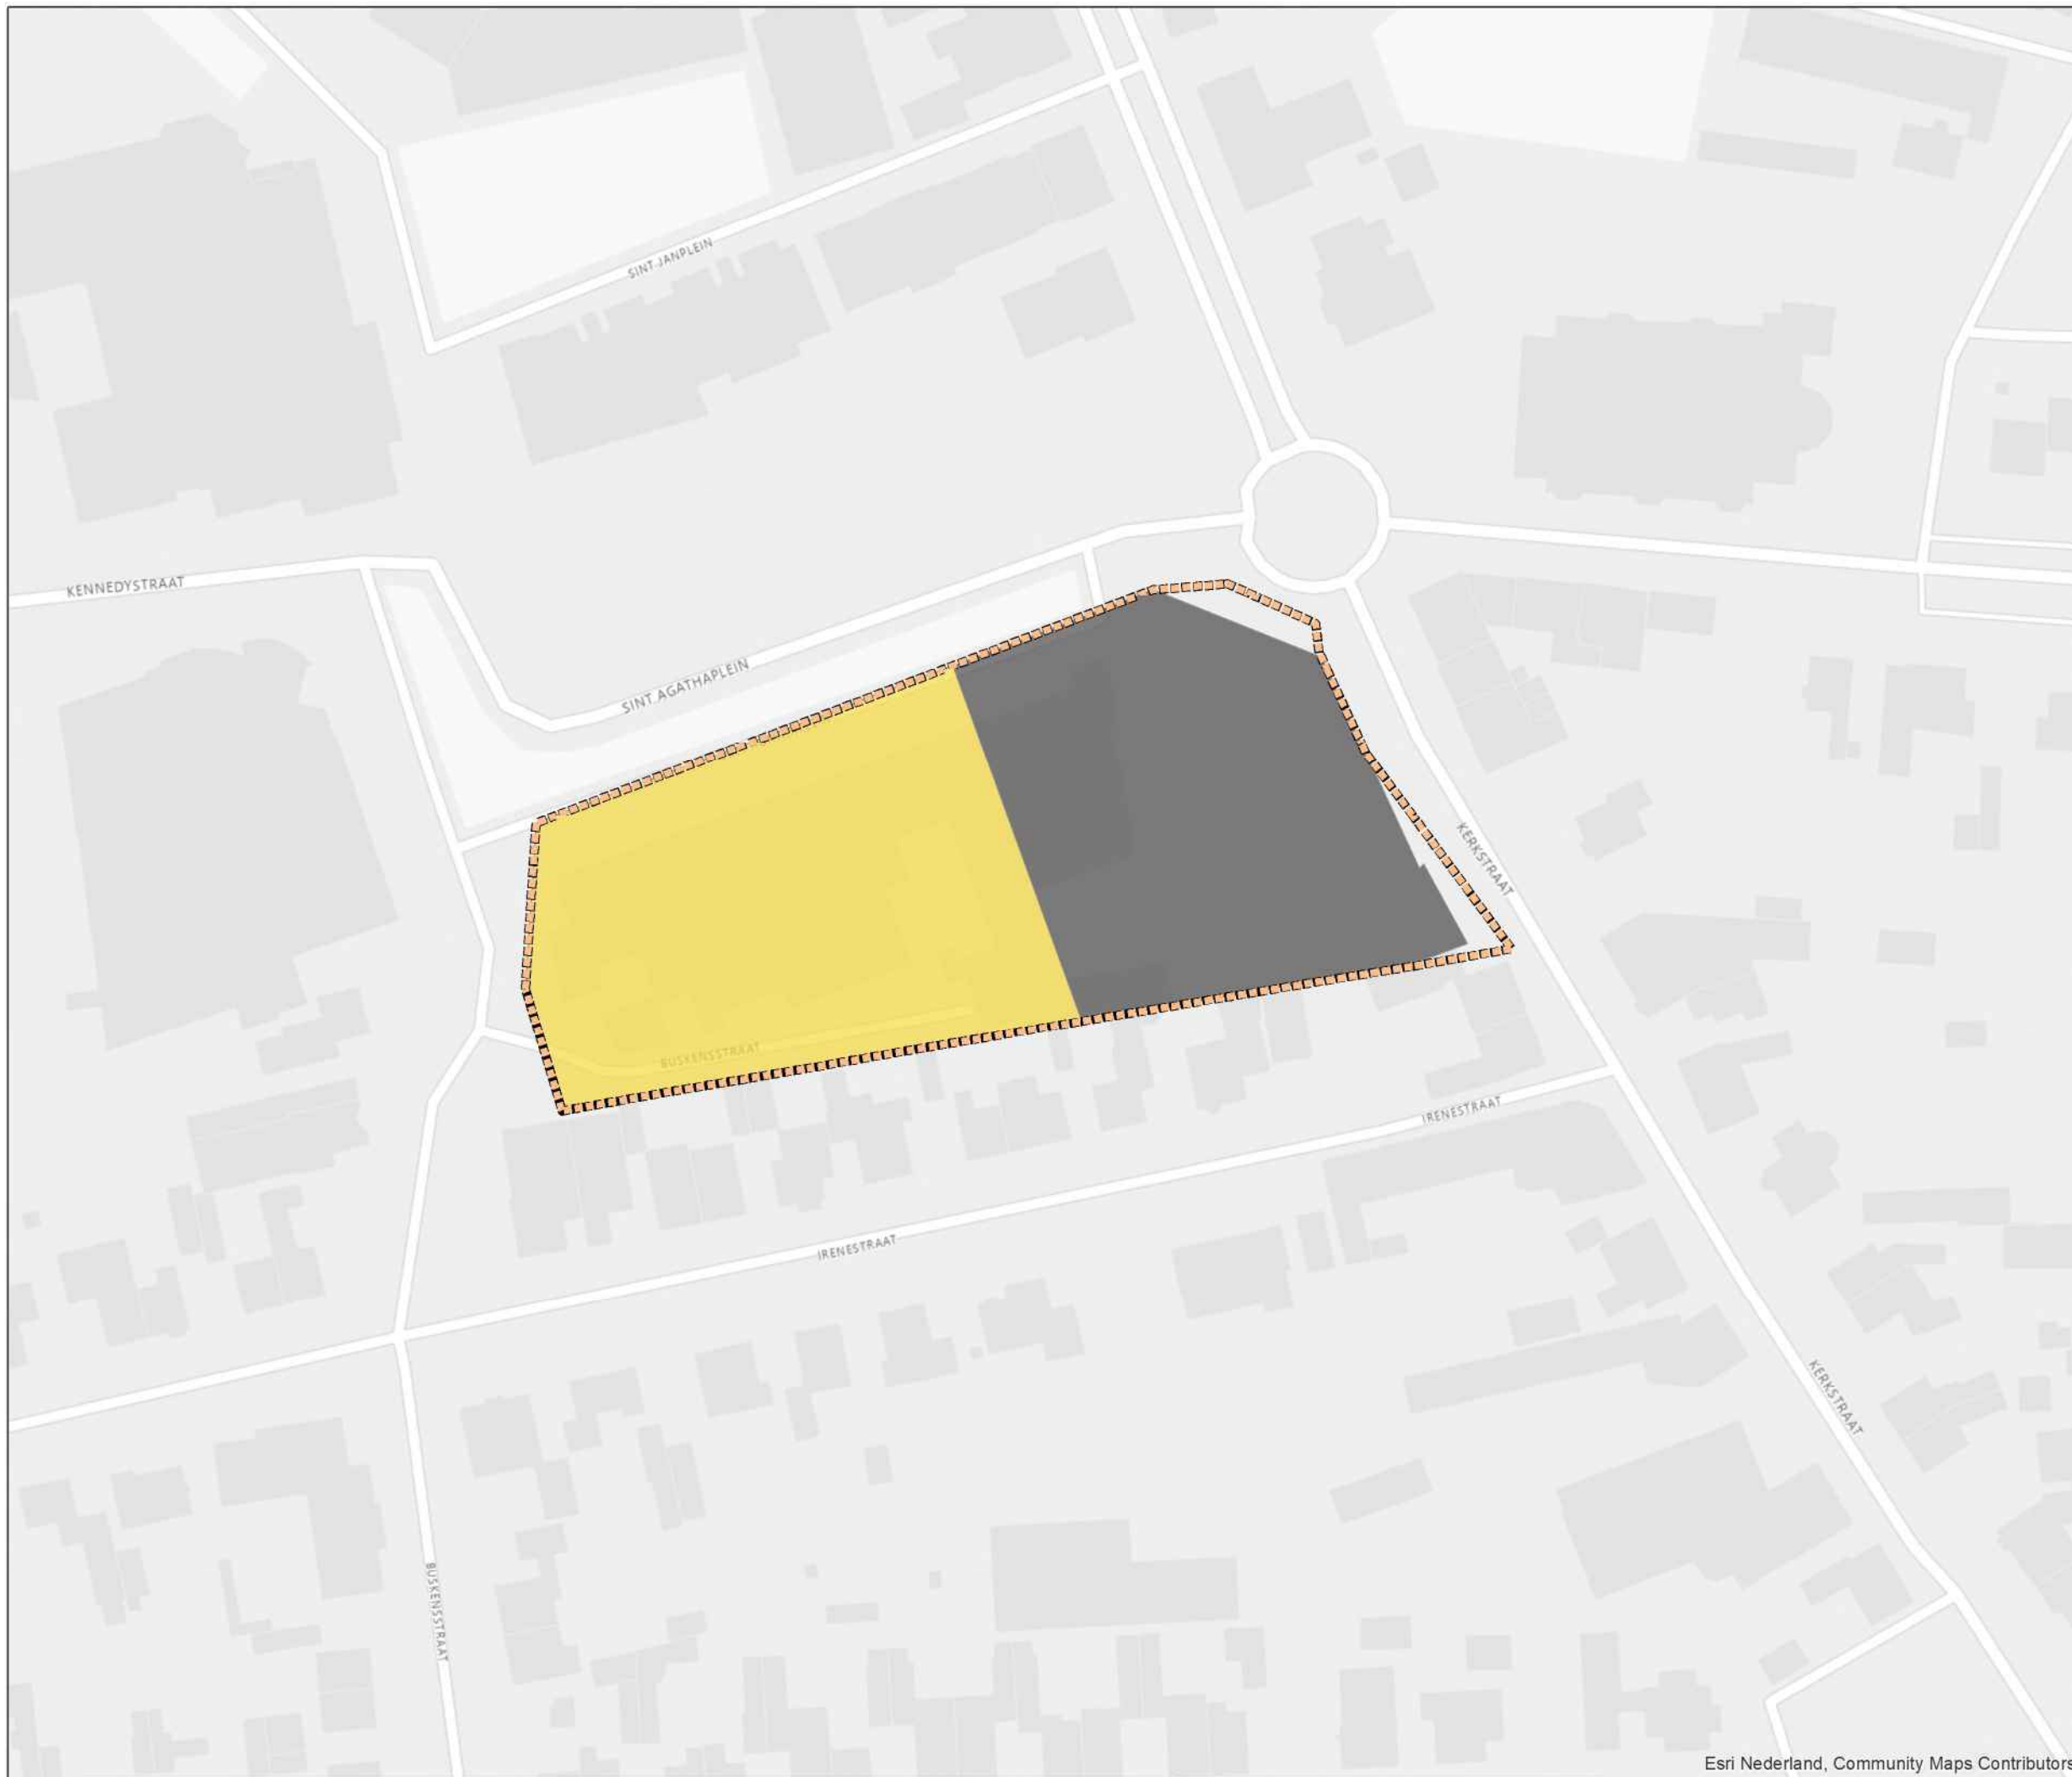 SINT JANPLEIN
KENNEDYSTRAAT
SINT AGATHAPLEIN
KERKSTRAAT
BUSKENSSTRAAT
IRENESTRAAT
IRENESTRAAT
KERKSTRAAT
BUSKENSSTRAAT
Esri Nederland, Community Maps Contributors